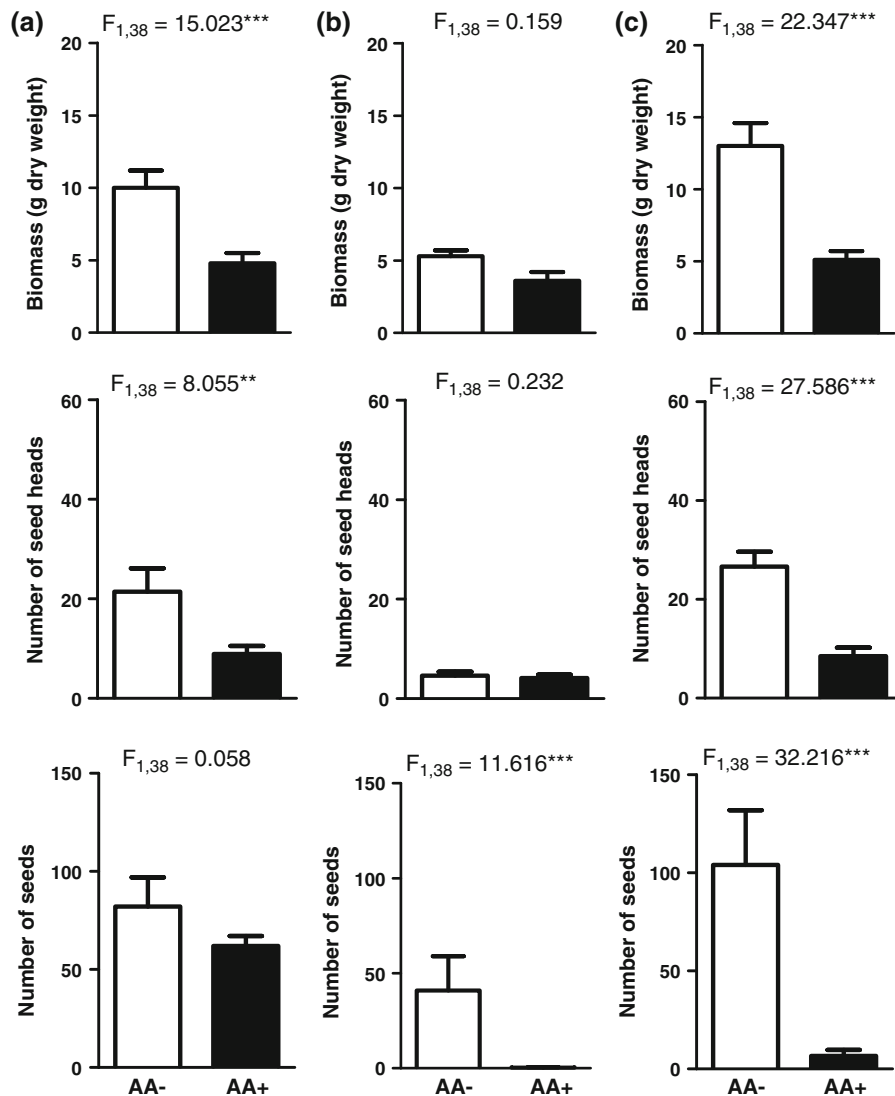 (a) (b) (c)
F1,38 = 15.023*** F1,38 = 0.159 F1,38 = 22.347***
Biomass (g dry weight)
20
15
10
5
0
Biomass (g dry weight)
20
15
10
5
0
Biomass (g dry weight)
20
15
10
5
0
F1,38 = 8.055** F1,38 = 0.232 F1,38 = 27.586***
Number of seed heads
60
40
20
0
Number of seed heads
60
40
20
0
Number of seed heads
60
40
20
0
F1,38 = 0.058 F1,38 = 11.616*** F1,38 = 32.216***
Number of seeds
150
100
50
0
Number of seeds
150
100
50
0
Number of seeds
150
100
50
0
AA- AA+ AA- AA+ AA- AA+